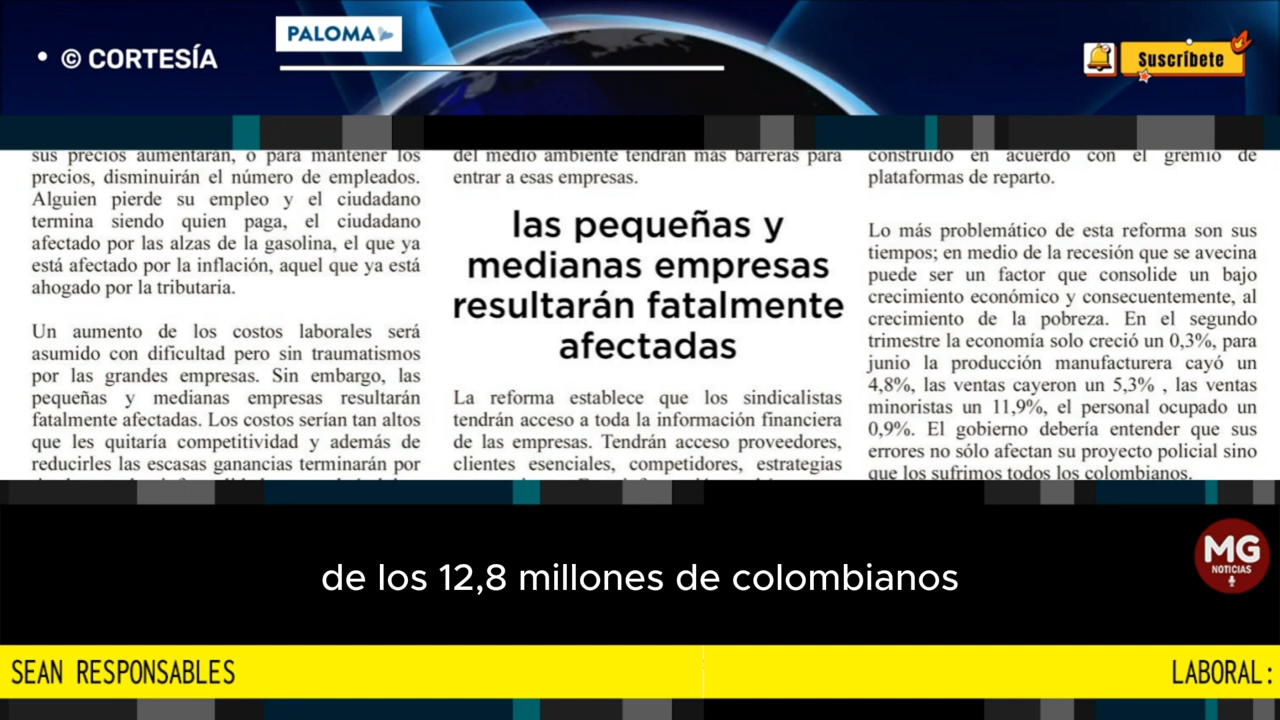 • © CORTESÍA
PALOMA
Suscríbete
sus precios aumentarán, o para mantener los
precios, disminuirán el número de empleados.
Alguien pierde su empleo y el ciudadano
termina siendo quien paga, el ciudadano
afectado por las alzas de la gasolina, el que ya
está afectado por la inflación, aquel que ya está
ahogado por la tributaria.
Un aumento de los costos laborales será
asumido con dificultad pero sin traumatismos
por las grandes empresas. Sin embargo, las
pequeñas y medianas empresas resultarán
fatalmente afectadas. Los costos serían tan altos
que les quitaría competitividad y además de
reducirles las escasas ganancias terminarán por
del medio ambiente tendrán más barreras para
entrar a esas empresas.
las pequeñas y
medianas empresas
resultarán fatalmente
afectadas
La reforma establece que los sindicalistas
tendrán acceso a toda la información financiera
de las empresas. Tendrán acceso proveedores,
clientes esenciales, competidores, estrategias
construido en acuerdo con el gremio de
plataformas de reparto.
Lo más problemático de esta reforma son sus
tiempos; en medio de la recesión que se avecina
puede ser un factor que consolide un bajo
crecimiento económico y consecuentemente, al
crecimiento de la pobreza. En el segundo
trimestre la economía solo creció un 0,3%, para
junio la producción manufacturera cayó un
4,8%, las ventas cayeron un 5,3% , las ventas
minoristas un 11,9%, el personal ocupado un
0,9%. El gobierno debería entender que sus
errores no sólo afectan su proyecto policial sino
que los sufrimos todos los colombianos.
MG
NOTICIAS
de los 12,8 millones de colombianos
SEAN RESPONSABLES
LABORAL: